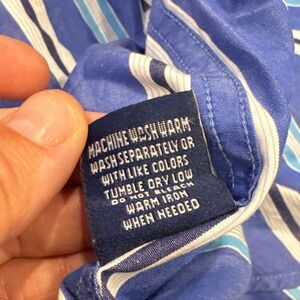 MACHINE WASH WARM
WASH SEPARATELY OR
WITH LIKE COLORS
TUMBLE DRY LOW
DO NOT BLEACH
WARM IRON
WHEN NEEDED